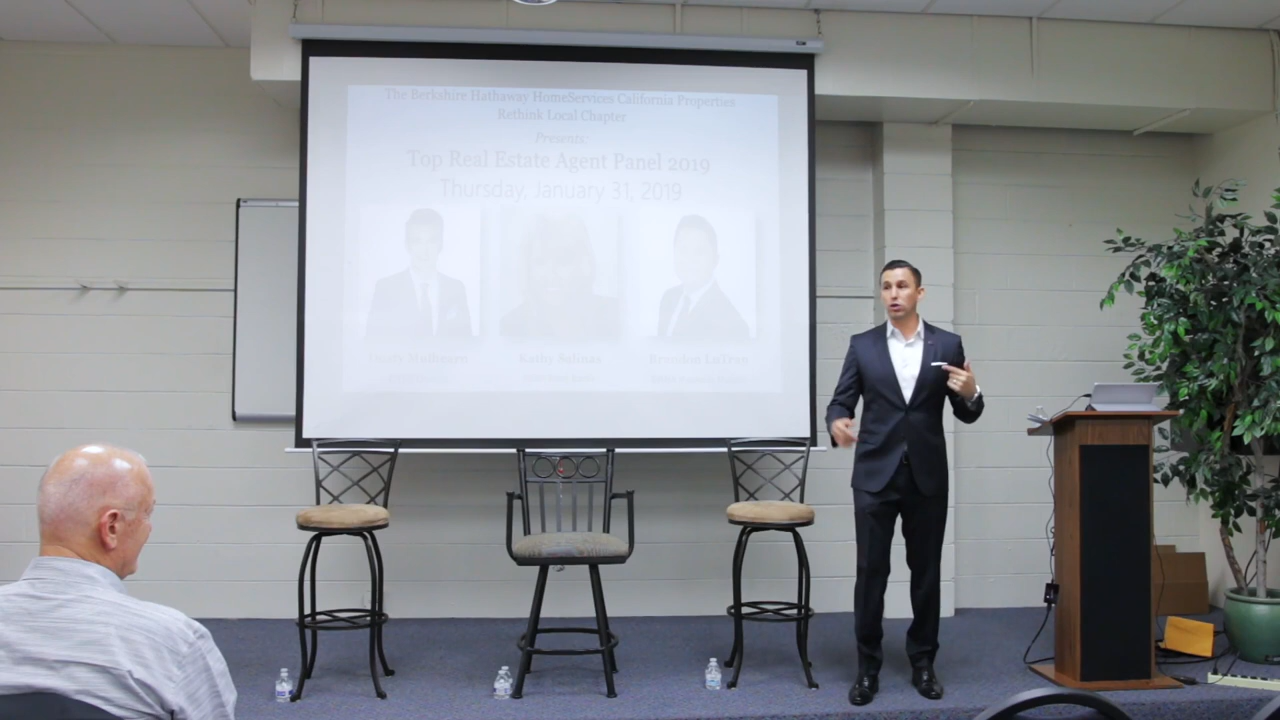 The Berkshire Hathaway HomeServices California Properties
Rethink Local Chapter
Presents:
Top Real Estate Agent Panel 2019
Thursday, January 31, 2019
Kathy Salinas
Brandon